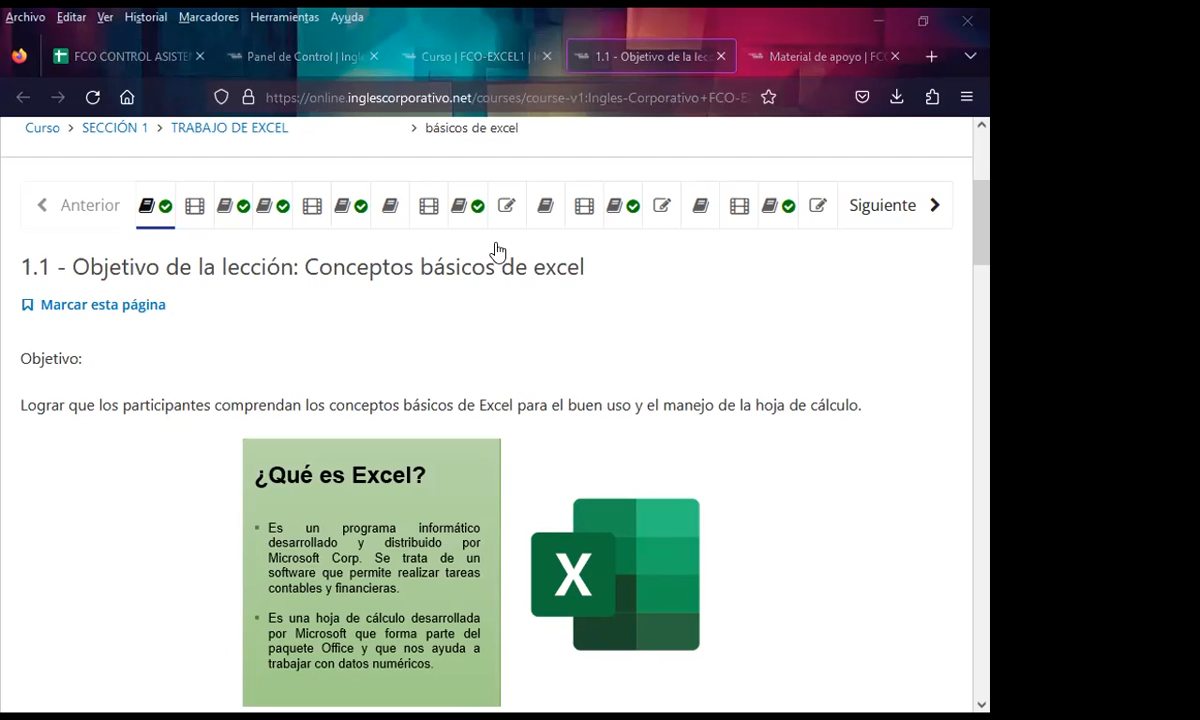 Archivo Editar Ver Historial Marcadores Herramientas Ayuda
FCO CONTROL ASISTE
Panel de Control | Ingl
Curso | FCO-EXCEL1 | I
1.1 - Objetivo de la lec
Material de apoyo | FC
https://online.inglescorporativo.net/courses/course-v1:Ingles-Corporativo+FCO-E
Curso > SECCIÓN 1 > TRABAJO DE EXCEL > básicos de excel
Anterior
Siguiente
1.1 - Objetivo de la lección: Conceptos básicos de excel
Marcar esta página
Objetivo:
Lograr que los participantes comprendan los conceptos básicos de Excel para el buen uso y el manejo de la hoja de cálculo.
¿Qué es Excel?
▪ Es un programa informático
desarrollado y distribuido por
Microsoft Corp. Se trata de un
software que permite realizar tareas
contables y financieras.
▪ Es una hoja de cálculo desarrollada
por Microsoft que forma parte del
paquete Office y que nos ayuda a
trabajar con datos numéricos.
X